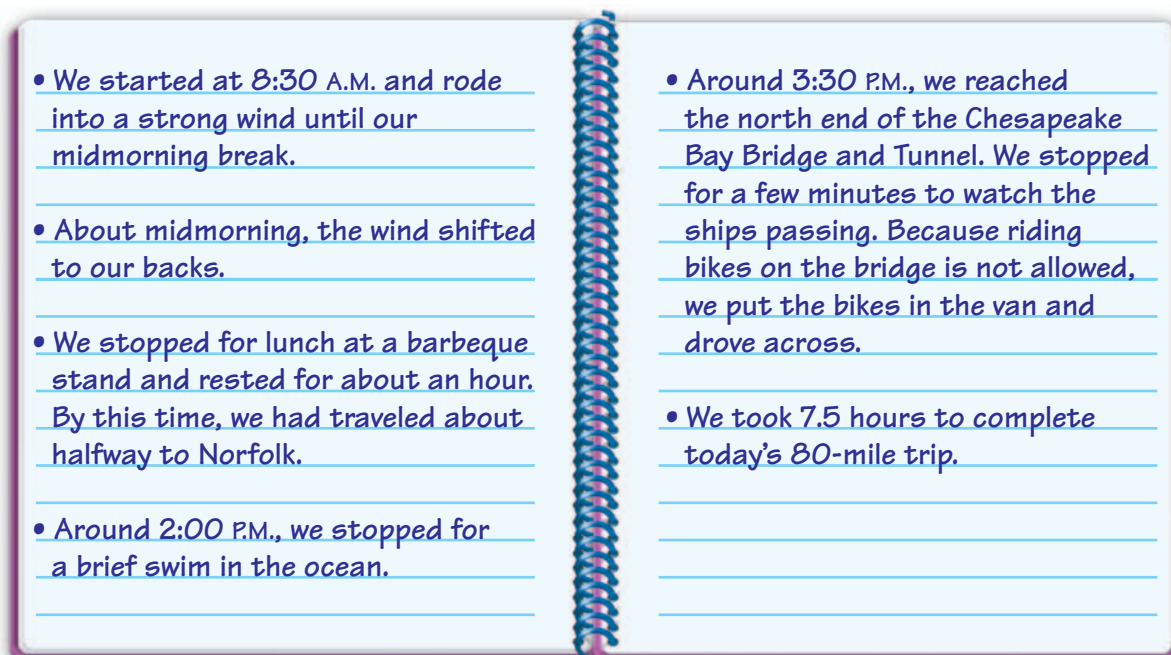 • We started at 8:30 A.M. and rode
into a strong wind until our
midmorning break.
• About midmorning, the wind shifted
to our backs.
• We stopped for lunch at a barbeque
stand and rested for about an hour.
By this time, we had traveled about
halfway to Norfolk.
• Around 2:00 P.M., we stopped for
a brief swim in the ocean.
• Around 3:30 P.M., we reached
the north end of the Chesapeake
Bay Bridge and Tunnel. We stopped
for a few minutes to watch the
ships passing. Because riding
bikes on the bridge is not allowed,
we put the bikes in the van and
drove across.
• We took 7.5 hours to complete
today's 80-mile trip.